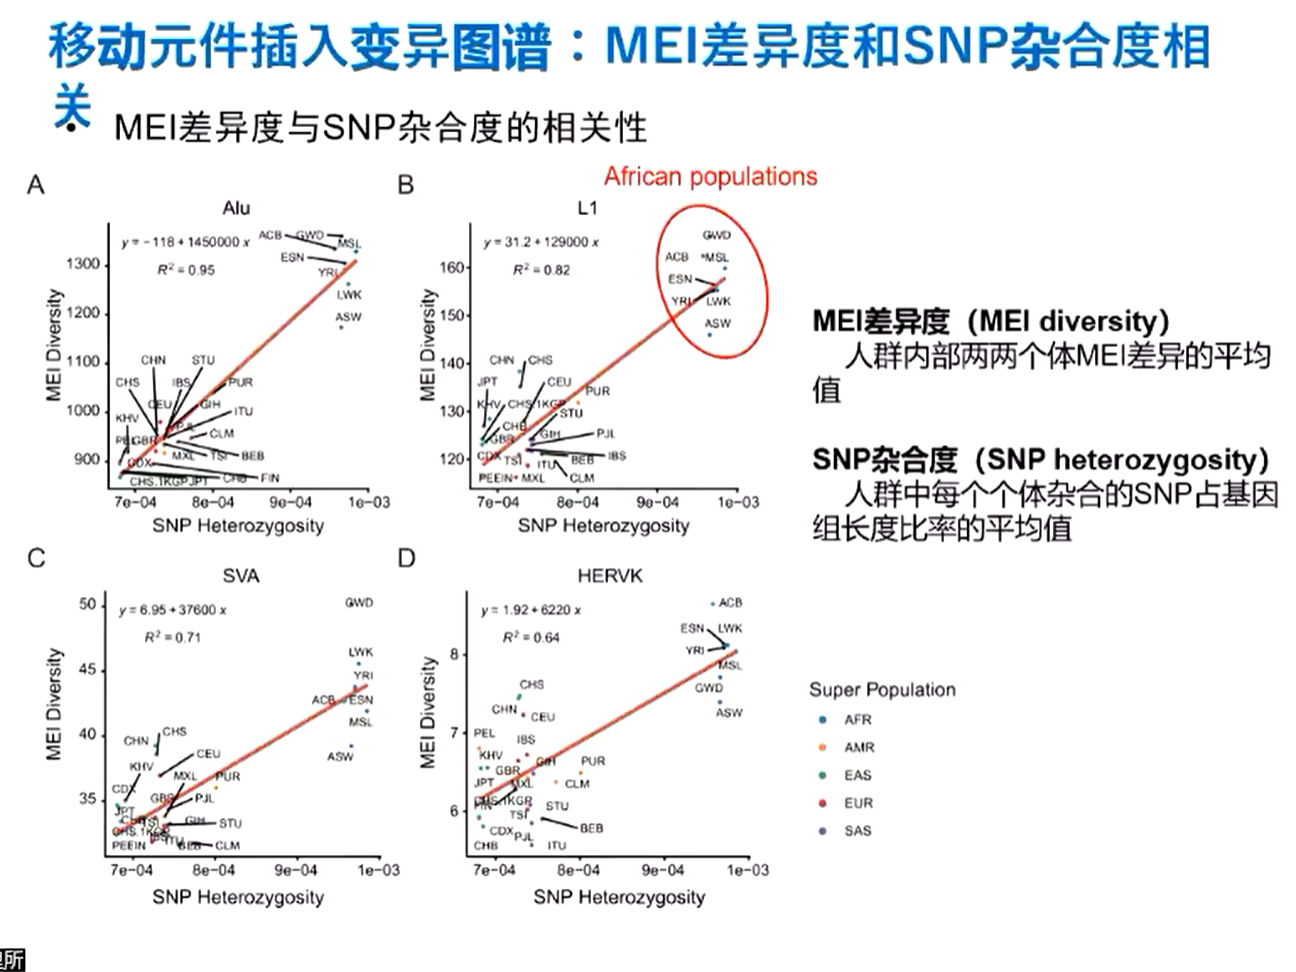 移动元件插入变异图谱：MEI差异度和SNP杂合度相
关
• MEI差异度与SNP杂合度的相关性
African populations
A
Alu
y = −118 + 1450000 x
R² = 0.95
MEI Diversity
1300
1200
1100
1000
900
ACB
GWD
MSL
ESN
YRI
LWK
ASW
CHN
STU
CHS
IBS
PUR
CEU
GIH
ITU
KHV
PJL
CLM
GBR
MXL
TSI
BEB
CDX
CHB
FIN
CHS.1KGP
JPT
7e−04
8e−04
9e−04
1e−03
SNP Heterozygosity
B
L1
y = 31.2 + 129000 x
R² = 0.82
MEI Diversity
160
150
140
130
120
GWD
ACB
MSL
ESN
YRI
LWK
ASW
CHN
CHS
JPT
CEU
PUR
KHV
CHS.1KGP
STU
CHB
GBR
GIH
PJL
CDX
TSI
ITU
BEB
IBS
MXL
CLM
7e−04
8e−04
9e−04
1e−03
SNP Heterozygosity
MEI差异度（MEI diversity）
人群内部两两个体MEI差异的平均
值
SNP杂合度（SNP heterozygosity）
人群中每个个体杂合的SNP占基因
组长度比率的平均值
C
SVA
y = 6.95 + 37600 x
R² = 0.71
MEI Diversity
50
45
40
35
GWD
LWK
YRI
ACB
ESN
MSL
ASW
CHN
CHS
CEU
KHV
MXL
PUR
CDX
GBR
PJL
JPT
TSI
GIH
STU
ITU
BEB
CLM
7e−04
8e−04
9e−04
1e−03
SNP Heterozygosity
D
HERVK
y = 1.92 + 6220 x
R² = 0.64
MEI Diversity
8
7
6
ACB
ESN
LWK
YRI
MSL
GWD
ASW
CHS
CHN
CEU
PEL
IBS
KHV
GIH
PUR
GBR
JPT
MXL
CLM
CHS.1KGP
FIN
STU
TSI
BEB
CDX
PJL
CHB
ITU
7e−04
8e−04
9e−04
1e−03
SNP Heterozygosity
Super Population
AFR
AMR
EAS
EUR
SAS
所